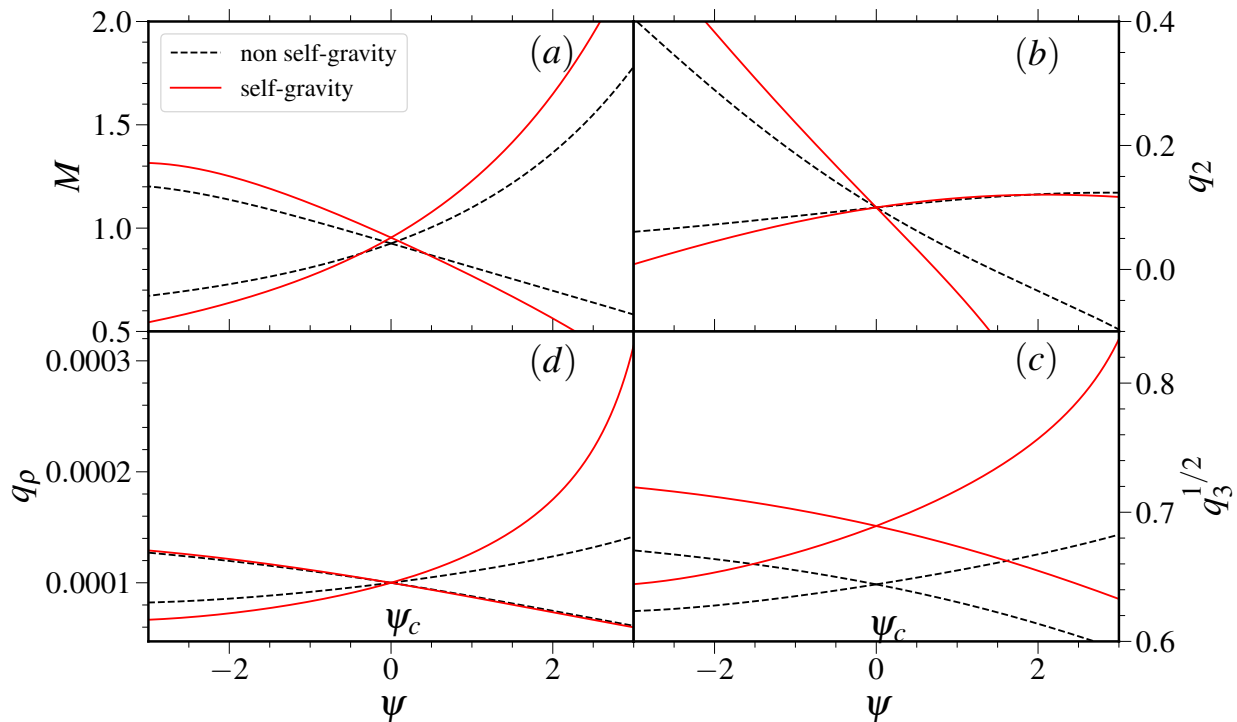 2.0
1.5
1.0
0.5
M
non self-gravity
self-gravity
(a)
(b)
0.4
0.2
0.0
q₂
0.0003
0.0002
0.0001
qρ
(d)
ψc
(c)
ψc
0.8
0.7
0.6
q₃^1/2
−2
0
2
−2
0
2
ψ
ψ